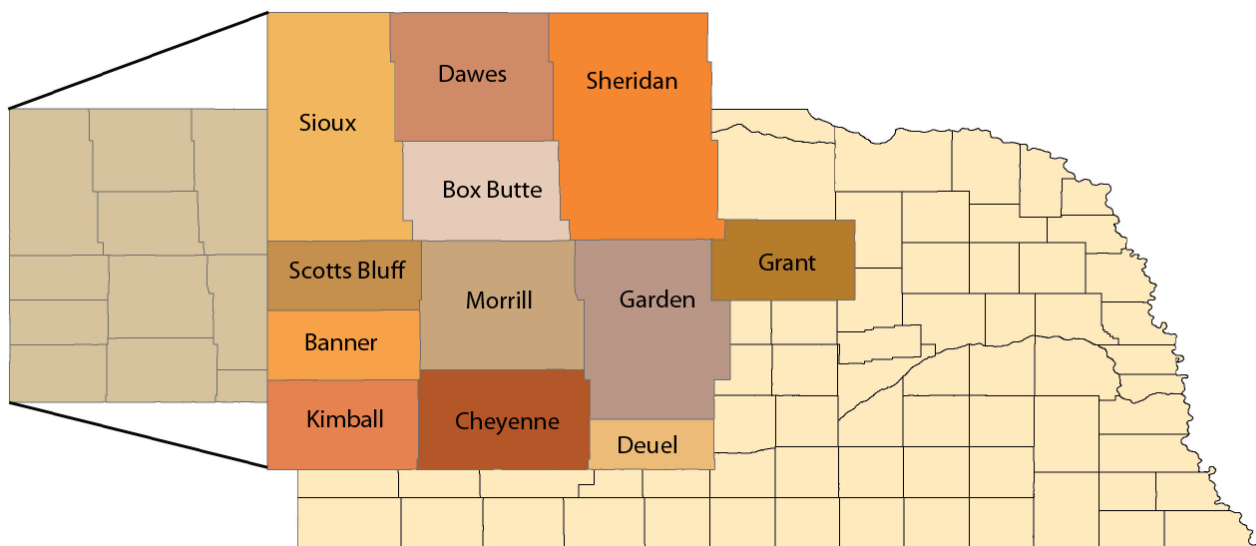 Sioux
Dawes
Sheridan
Box Butte
Scotts Bluff
Morrill
Garden
Grant
Banner
Kimball
Cheyenne
Deuel